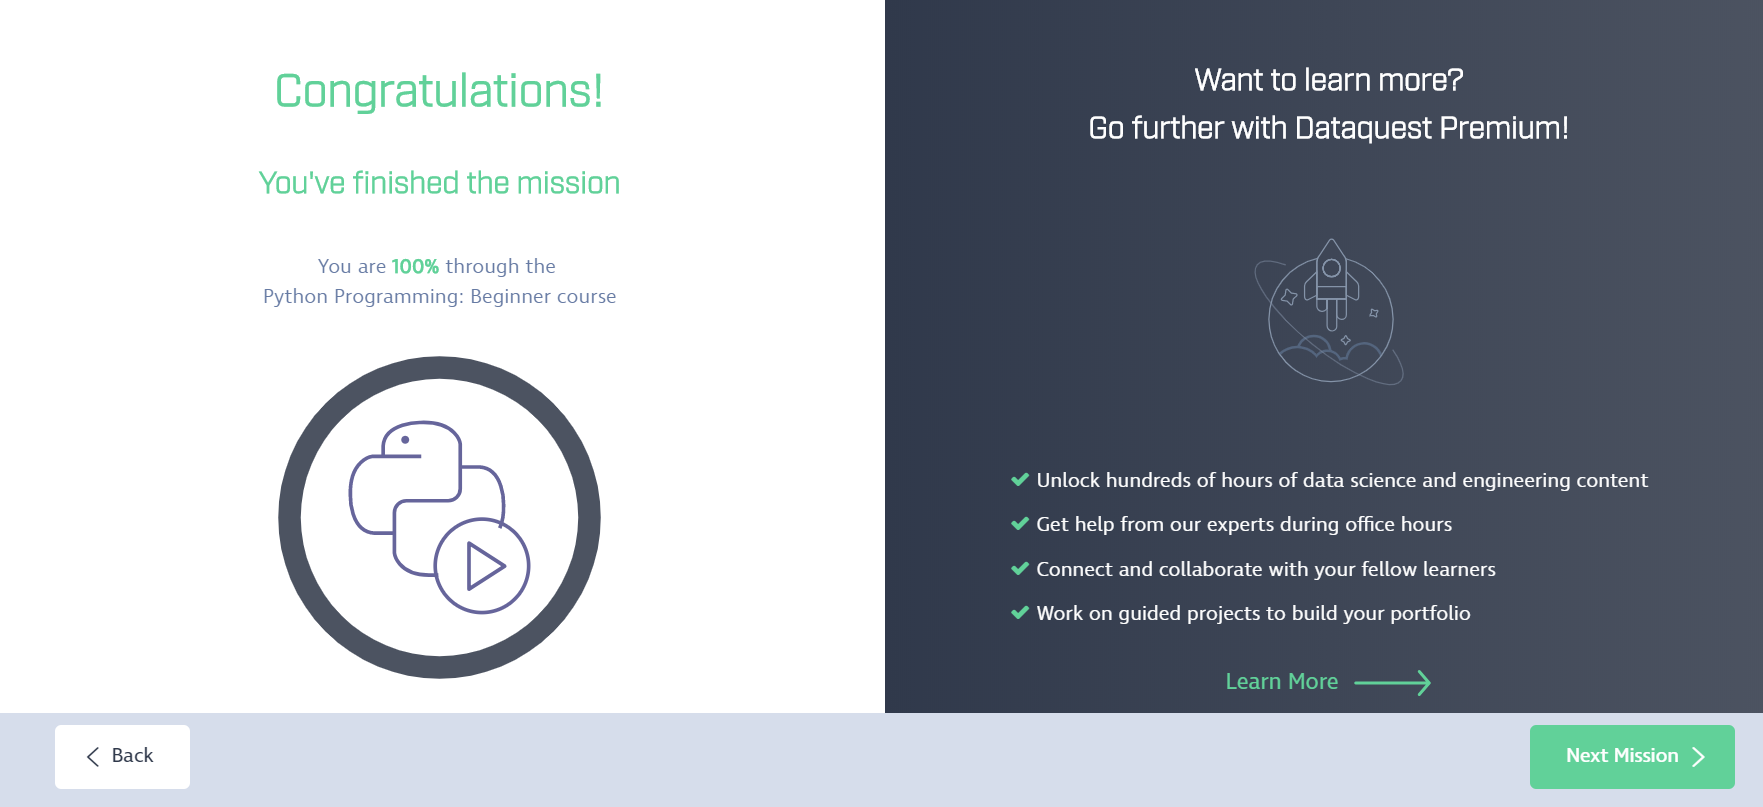 Congratulations!
You've finished the mission
You are 100% through the
Python Programming: Beginner course
Want to learn more?
Go further with Dataquest Premium!
Unlock hundreds of hours of data science and engineering content
Get help from our experts during office hours
Connect and collaborate with your fellow learners
Work on guided projects to build your portfolio
Learn More
Back
Next Mission